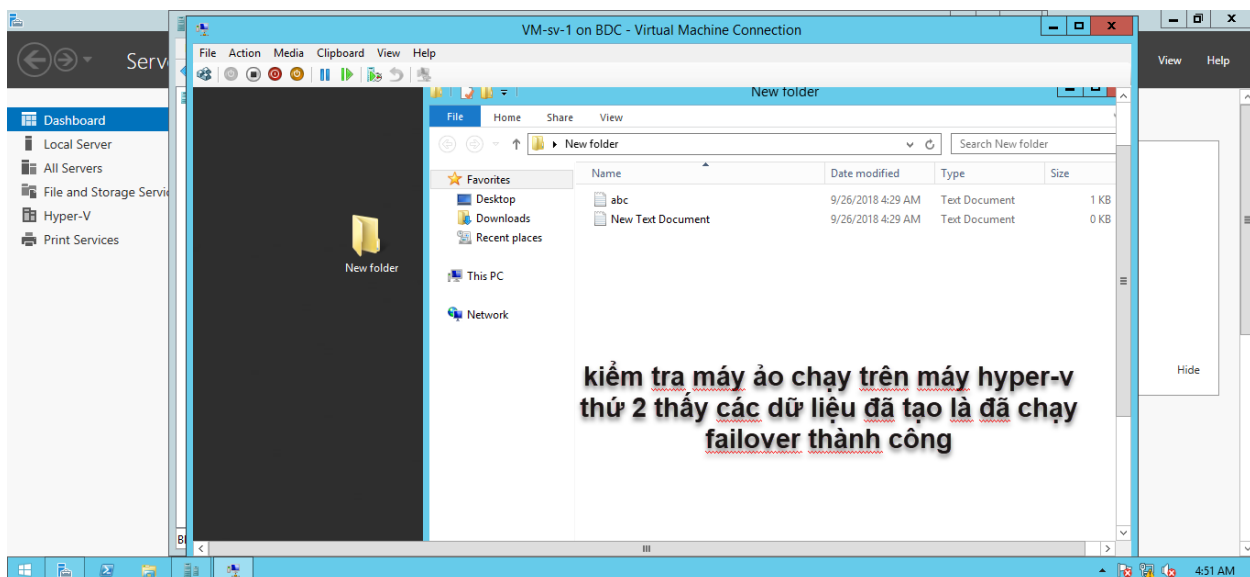 VM-sv-1 on BDC - Virtual Machine Connection
File Action Media Clipboard View Help
Serv
View Help
New folder
File Home Share View
New folder
Search New folder
Dashboard
Local Server
All Servers
File and Storage Servic
Hyper-V
Print Services
New folder
Favorites
Desktop
Downloads
Recent places
This PC
Network
Name Date modified Type Size
abc 9/26/2018 4:29 AM Text Document 1 KB
New Text Document 9/26/2018 4:29 AM Text Document 0 KB
kiểm tra máy ảo chạy trên máy hyper-v
thứ 2 thấy các dữ liệu đã tạo là đã chạy
failover thành công
Hide
4:51 AM